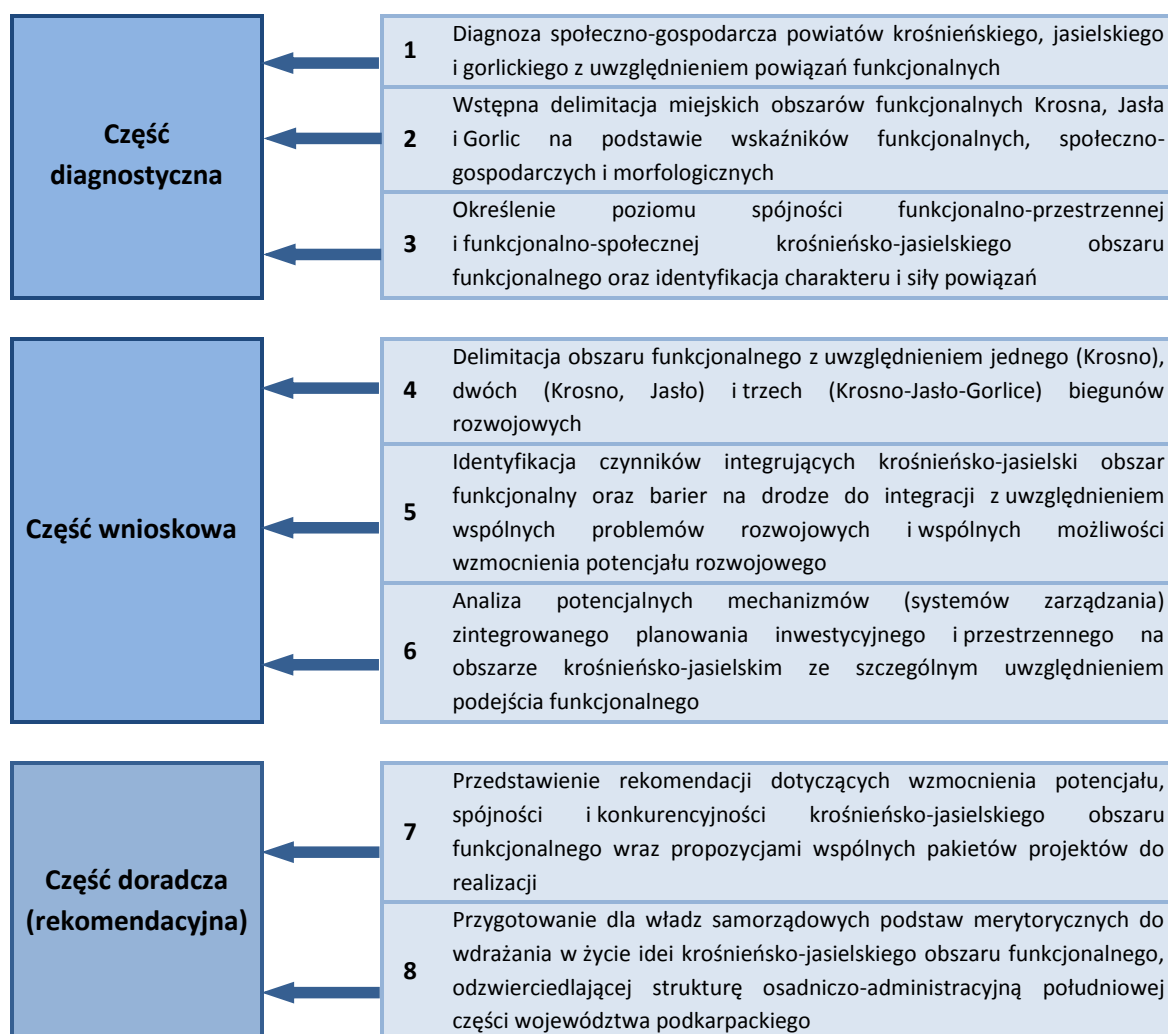 Część
diagnostyczna
1
Diagnoza społeczno-gospodarcza powiatów krośnieńskiego, jasielskiego
i gorlickiego z uwzględnieniem powiązań funkcjonalnych
2
Wstępna delimitacja miejskich obszarów funkcjonalnych Krosna, Jasła
i Gorlic na podstawie wskaźników funkcjonalnych, społeczno-
gospodarczych i morfologicznych
3
Określenie poziomu spójności funkcjonalno-przestrzennej
i funkcjonalno-społecznej krośnieńsko-jasielskiego obszaru
funkcjonalnego oraz identyfikacja charakteru i siły powiązań
Część wnioskowa
4
Delimitacja obszaru funkcjonalnego z uwzględnieniem jednego (Krosno),
dwóch (Krosno, Jasło) i trzech (Krosno-Jasło-Gorlice) biegunów
rozwojowych
5
Identyfikacja czynników integrujących krośnieńsko-jasielski obszar
funkcjonalny oraz barier na drodze do integracji z uwzględnieniem
wspólnych problemów rozwojowych i wspólnych możliwości
wzmocnienia potencjału rozwojowego
6
Analiza potencjalnych mechanizmów (systemów zarządzania)
zintegrowanego planowania inwestycyjnego i przestrzennego na
obszarze krośnieńsko-jasielskim ze szczególnym uwzględnieniem
podejścia funkcjonalnego
Część doradcza
(rekomendacyjna)
7
Przedstawienie rekomendacji dotyczących wzmocnienia potencjału,
spójności i konkurencyjności krośnieńsko-jasielskiego obszaru
funkcjonalnego wraz propozycjami wspólnych pakietów projektów do
realizacji
8
Przygotowanie dla władz samorządowych podstaw merytorycznych do
wdrażania w życie idei krośnieńsko-jasielskiego obszaru funkcjonalnego,
odzwierciedlającej strukturę osadniczo-administracyjną południowej
części województwa podkarpackiego